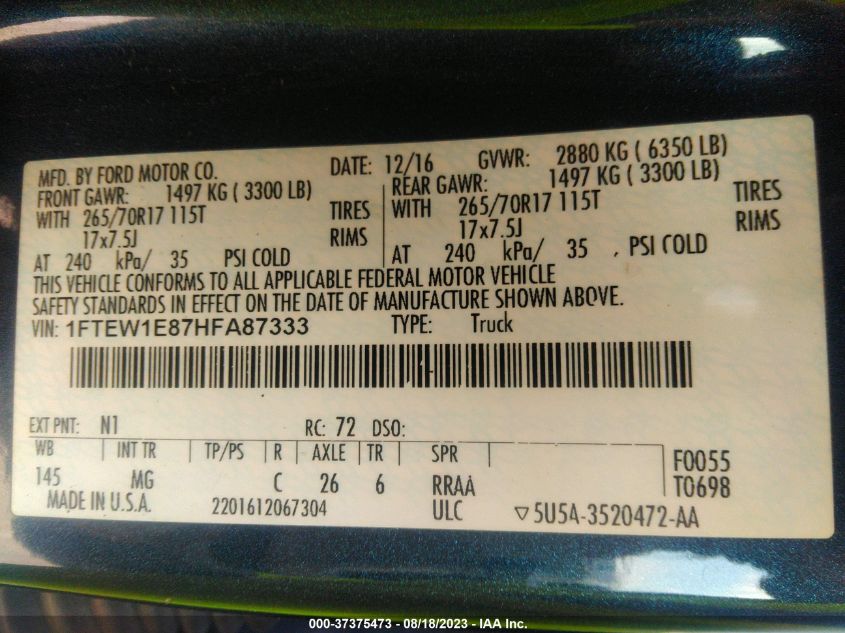 MFD. BY FORD MOTOR CO. DATE: 12/16 GVWR: 2880 KG ( 6350 LB)
FRONT GAWR: 1497 KG ( 3300 LB) REAR GAWR: 1497 KG ( 3300 LB)
WITH 265/70R17 115T TIRES WITH 265/70R17 115T TIRES
17x7.5J RIMS 17x7.5J RIMS
AT 240 kPa/ 35 PSI COLD AT 240 kPa/ 35 , PSI COLD
THIS VEHICLE CONFORMS TO ALL APPLICABLE FEDERAL MOTOR VEHICLE
SAFETY STANDARDS IN EFFECT ON THE DATE OF MANUFACTURE SHOWN ABOVE.
VIN: 1FTEW1E87HFA87333 TYPE: Truck
EXT PNT: N1 RC: 72 DSO:
WB INT TR TP/PS R AXLE TR SPR
145 MG C 26 6 RRAA F0055
MADE IN U.S.A. 2201612067304 ULC T0698
▽5U5A-3520472-AA
000-37375473 - 08/18/2023 - IAA Inc.